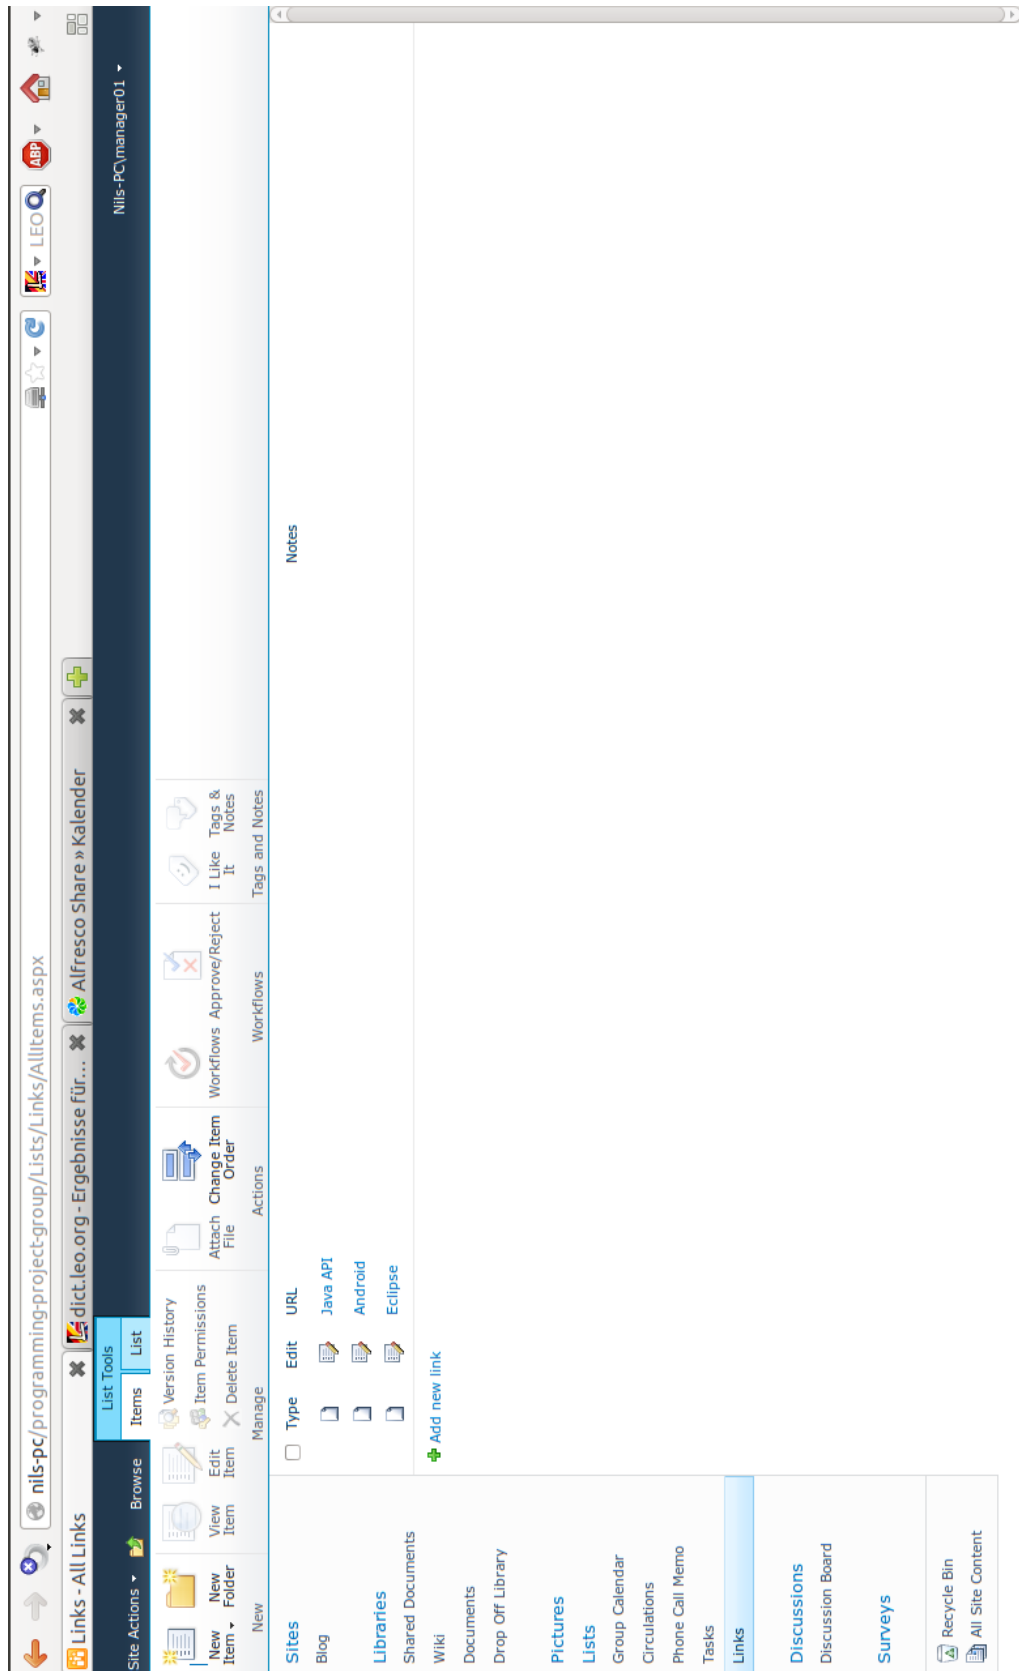 nils-pc/programming-project-group/Lists/Links/AllItems.aspx
LEO
ABP
Links - All Links
dict.leo.org - Ergebnisse für...
Alfresco Share » Kalender
List Tools
Site Actions
Browse
Items
List
Nils-PC\manager01
New Item
New Folder
New
View Item
Edit Item
Version History
Item Permissions
Delete Item
Manage
Attach File
Change Item Order
Actions
Workflows
Approve/Reject
Workflows
I Like It
Tags & Notes
Tags and Notes
Sites
Blog
Libraries
Shared Documents
Wiki
Documents
Drop Off Library
Pictures
Lists
Group Calendar
Circulations
Phone Call Memo
Tasks
Links
Discussions
Discussion Board
Surveys
Recycle Bin
All Site Content
Type Edit URL Notes
Java API
Android
Eclipse
Add new link